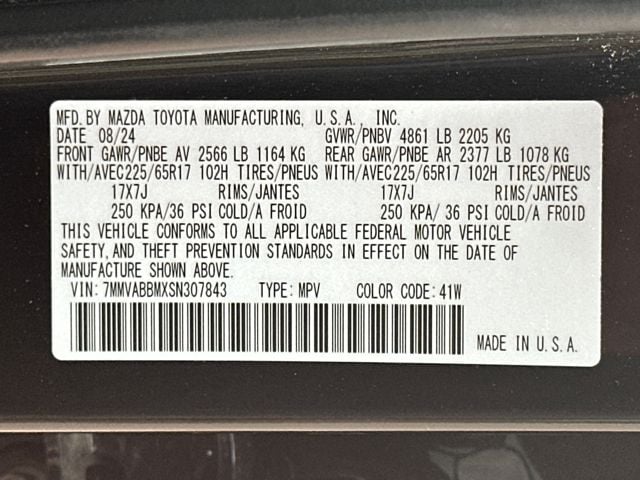 MFD. BY MAZDA TOYOTA MANUFACTURING, U.S.A., INC.
DATE 08/24 GVWR/PNBV 4861 LB 2205 KG
FRONT GAWR/PNBE AV 2566 LB 1164 KG REAR GAWR/PNBE AR 2377 LB 1078 KG
WITH/AVEC225/65R17 102H TIRES/PNEUS WITH/AVEC225/65R17 102H TIRES/PNEUS
17X7J RIMS/JANTES 17X7J RIMS/JANTES
250 KPA/36 PSI COLD/A FROID 250 KPA/ 36 PSI COLD/A FROID
THIS VEHICLE CONFORMS TO ALL APPLICABLE FEDERAL MOTOR VEHICLE
SAFETY, AND THEFT PREVENTION STANDARDS IN EFFECT ON THE DATE OF
MANUFACTURE SHOWN ABOVE.
VIN: 7MMVABBMXSN307843 TYPE: MPV COLOR CODE: 41W
MADE IN U.S.A.